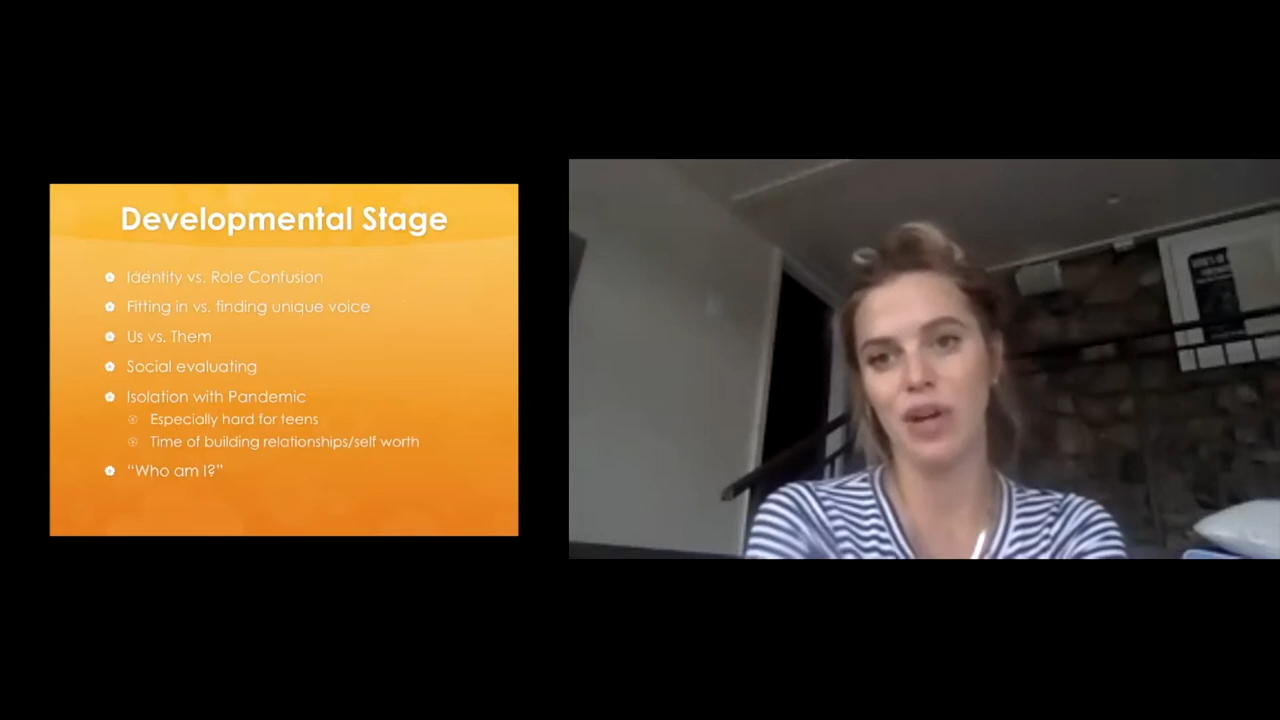 Developmental Stage
Identity vs. Role Confusion
Fitting in vs. finding unique voice
Us vs. Them
Social evaluating
Isolation with Pandemic
Especially hard for teens
Time of building relationships/self worth
“Who am I?”